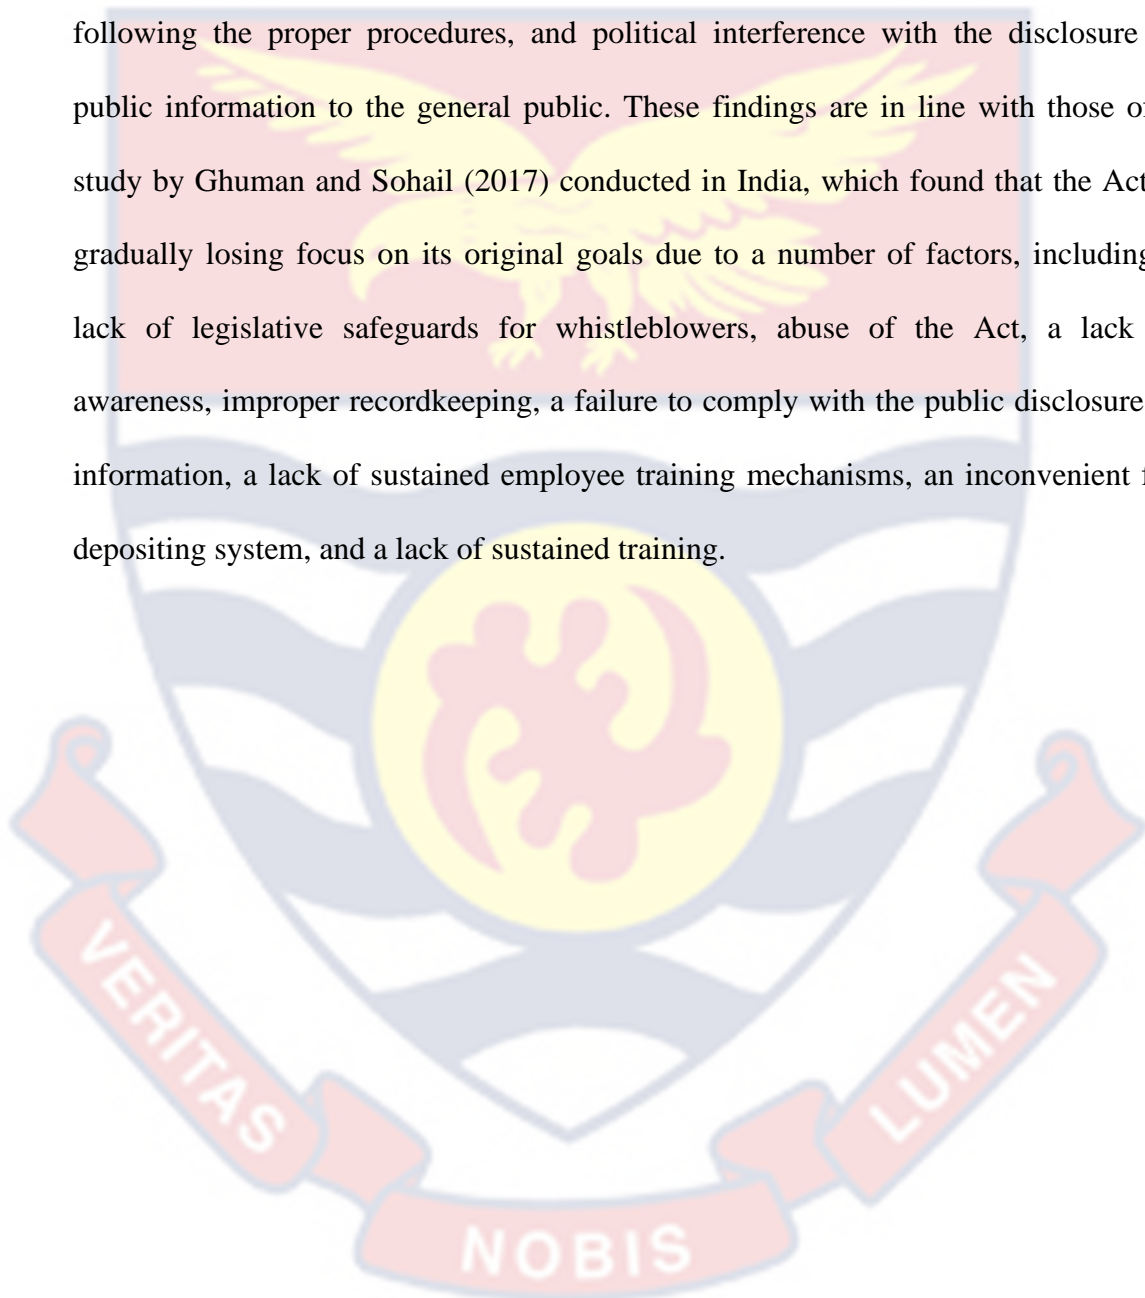 following the proper procedures, and political interference with the disclosure
public information to the general public. These findings are in line with those of
study by Ghuman and Sohail (2017) conducted in India, which found that the Act
gradually losing focus on its original goals due to a number of factors, including
lack of legislative safeguards for whistleblowers, abuse of the Act, a lack
awareness, improper recordkeeping, a failure to comply with the public disclosure
information, a lack of sustained employee training mechanisms, an inconvenient
depositing system, and a lack of sustained training.
VERITAS
NOBIS
LUMEN